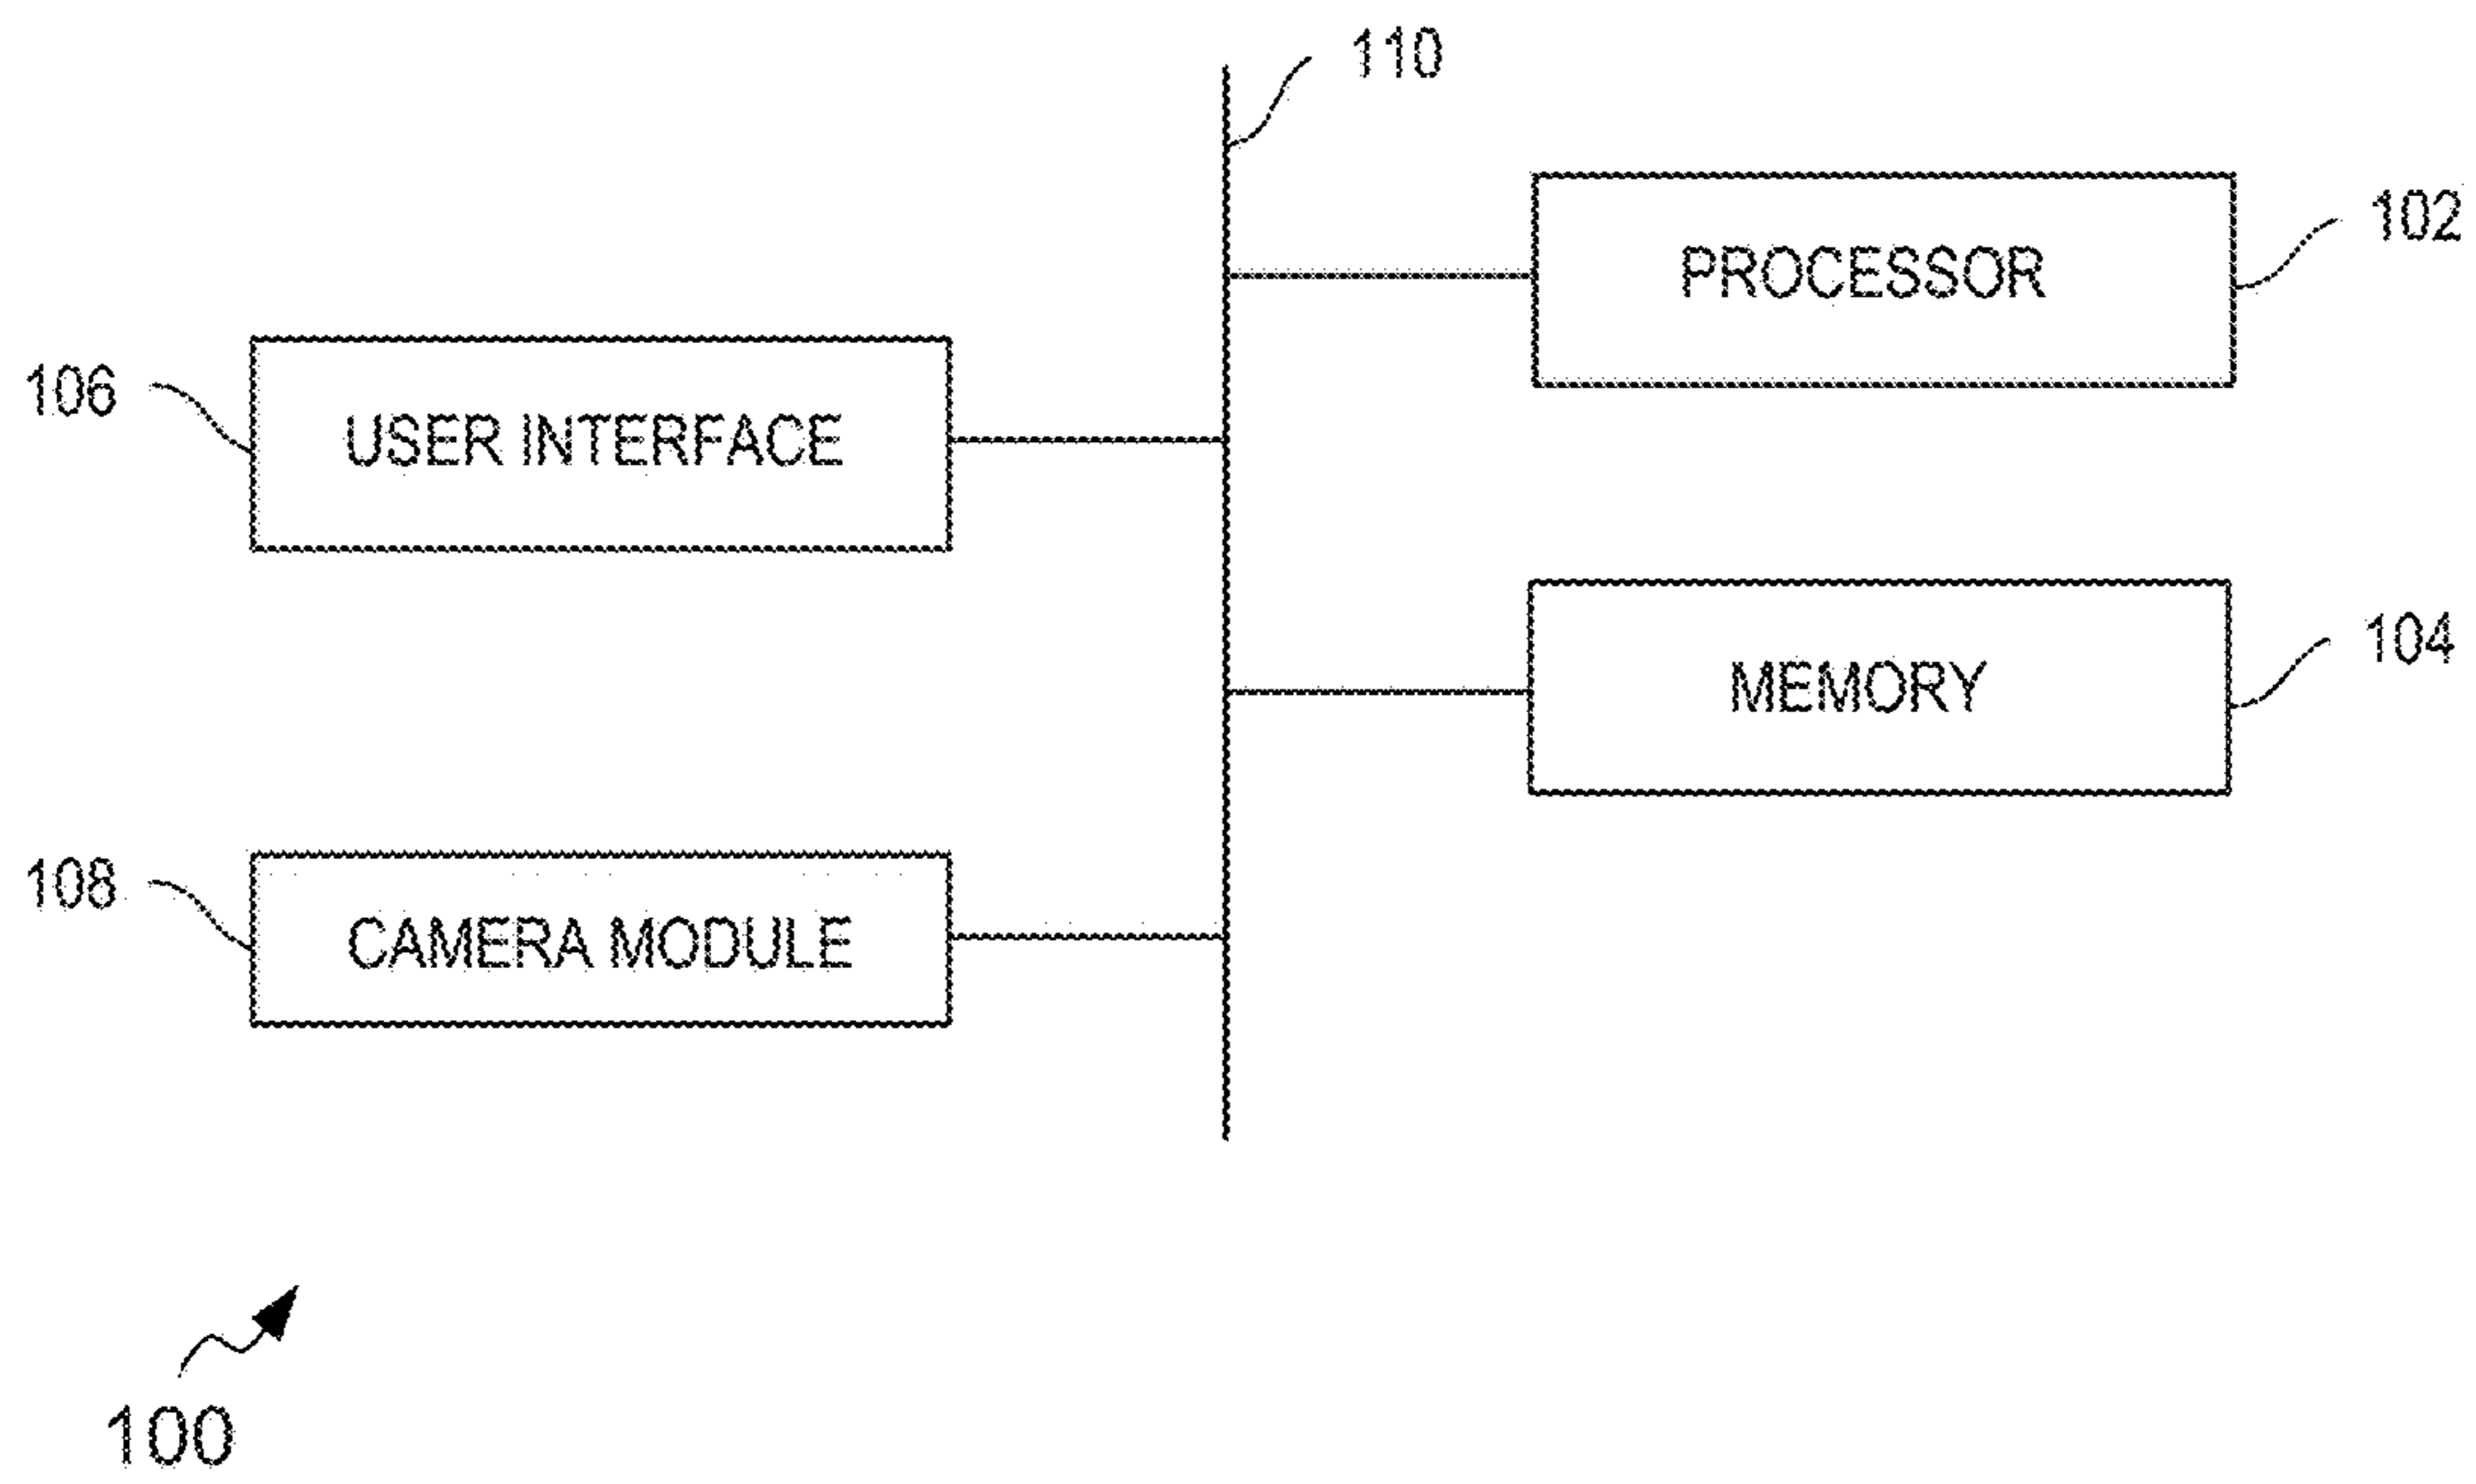 110
PROCESSOR
102
106
USER INTERFACE
MEMORY
104
108
CAMERA MODULE
100